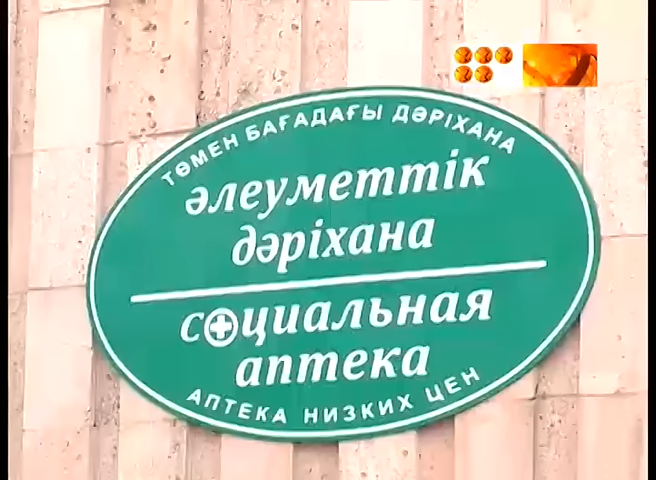 ТӨМЕН БАҒАДАҒЫ ДӘРІХАНА
әлеуметтік
дәріхана
социальная
аптека
АПТЕКА НИЗКИХ ЦЕН